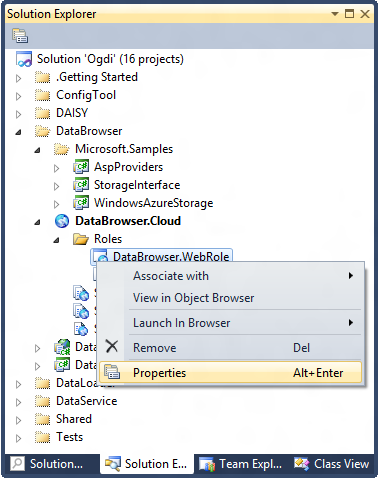 Solution Explorer
Solution 'Ogdi' (16 projects)
.Getting Started
ConfigTool
DAISY
DataBrowser
Microsoft.Samples
AspProviders
StorageInterface
WindowsAzureStorage
DataBrowser.Cloud
Roles
DataBrowser.WebRole
Associate with
View in Object Browser
Launch In Browser
Remove Del
Properties Alt+Enter
DataService
Shared
Tests
Solution... Solution E... Team Expl... Class View